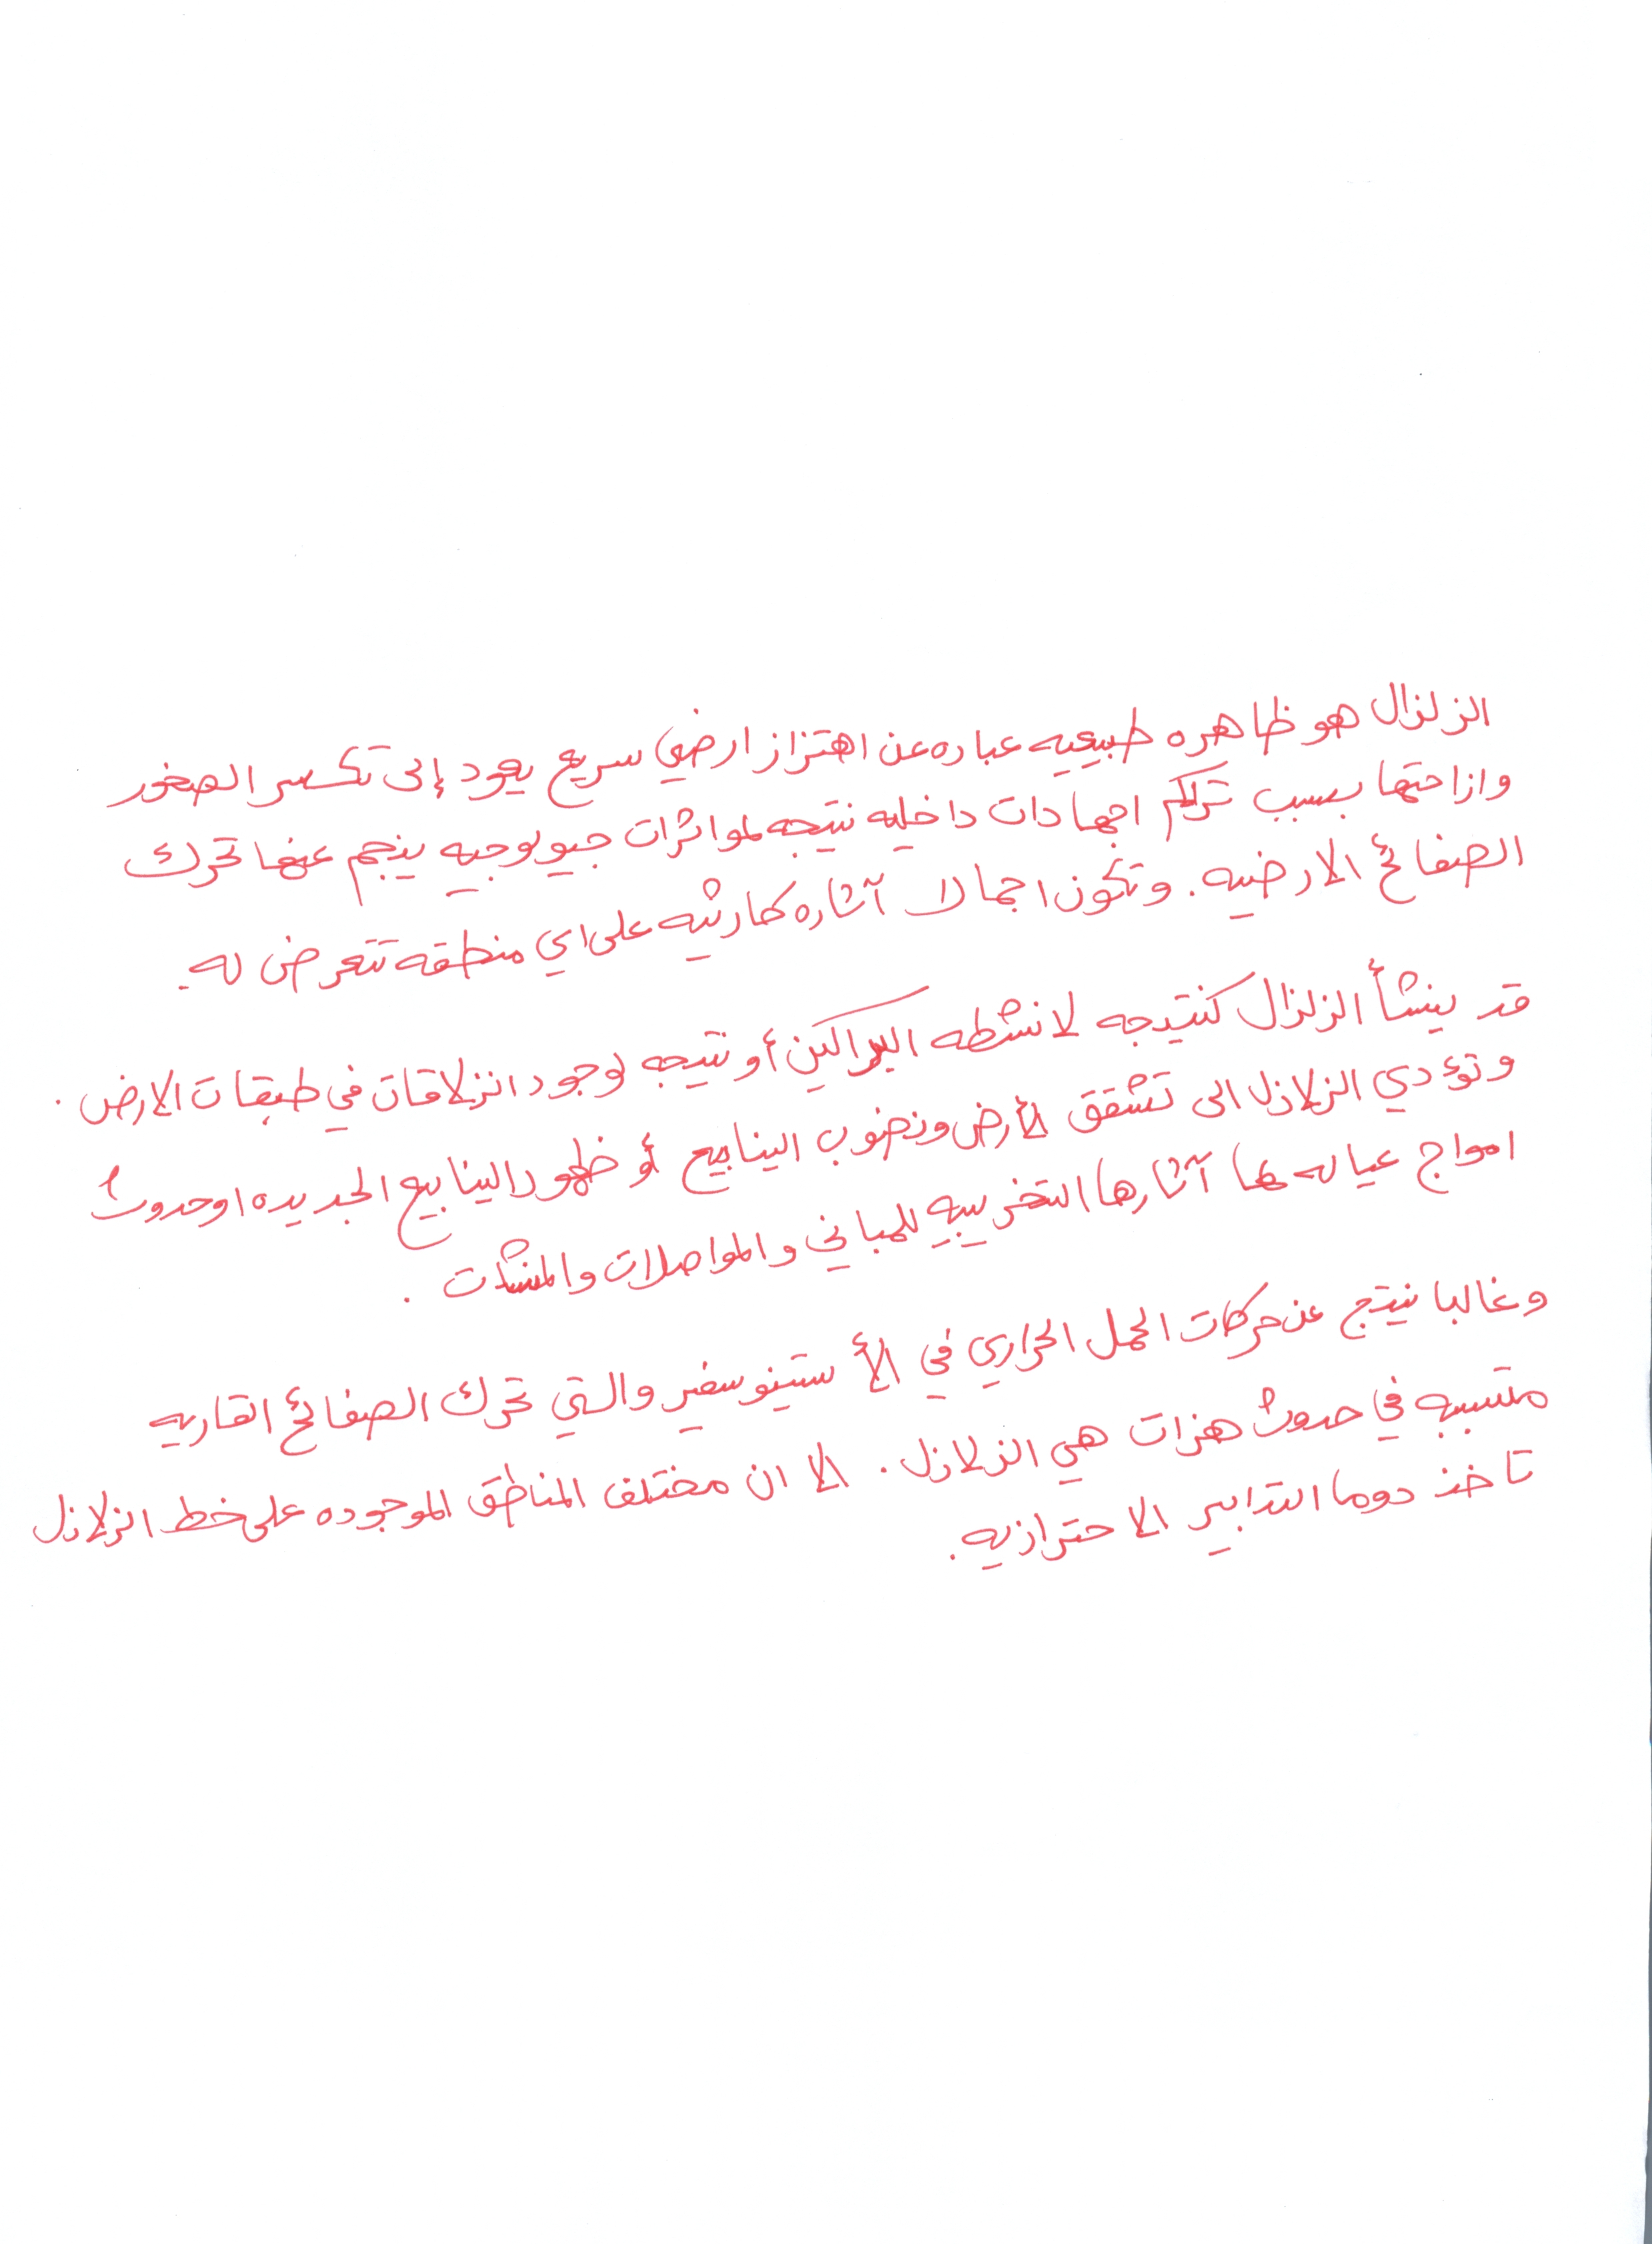 الزلزال هو ظاهره طبيعيه عباره عن اهتزاز ارضي سريع يعود إلى تكسر الصخور
وازاحتها بسبب تراكم اجهادات داخليه نتيجه لمواثرات جيولوجيه ينجم عنها تحرك
الصفائح الارضيه. وتكون اجمالا آثاره كارثيه على اي منطقه تتعرض له.
قد ينشأ الزلزال كنتيجه لانشطه البراكين أو نتيجه لوجود انزلاقات في طبقات الارض.
وتؤدي الزلازل الى تشقق الأرض ونضوب الينابيع أو ظهور الينابيع الجديده او حدوث
امواج عياله لها آثارها التخريبيه للمباني والمواصلات والمنشآت.
وغالبا ينتج عن حركات الحمل الحراري في الأستينوسفير والتي تحرك الصفائح القاريه
متسببه في حدوث هزات هي الزلازل. الا ان مختلف المناطق الموجوده على خط الزلازل
تاخذ دوما التدابير الاحترازيه.